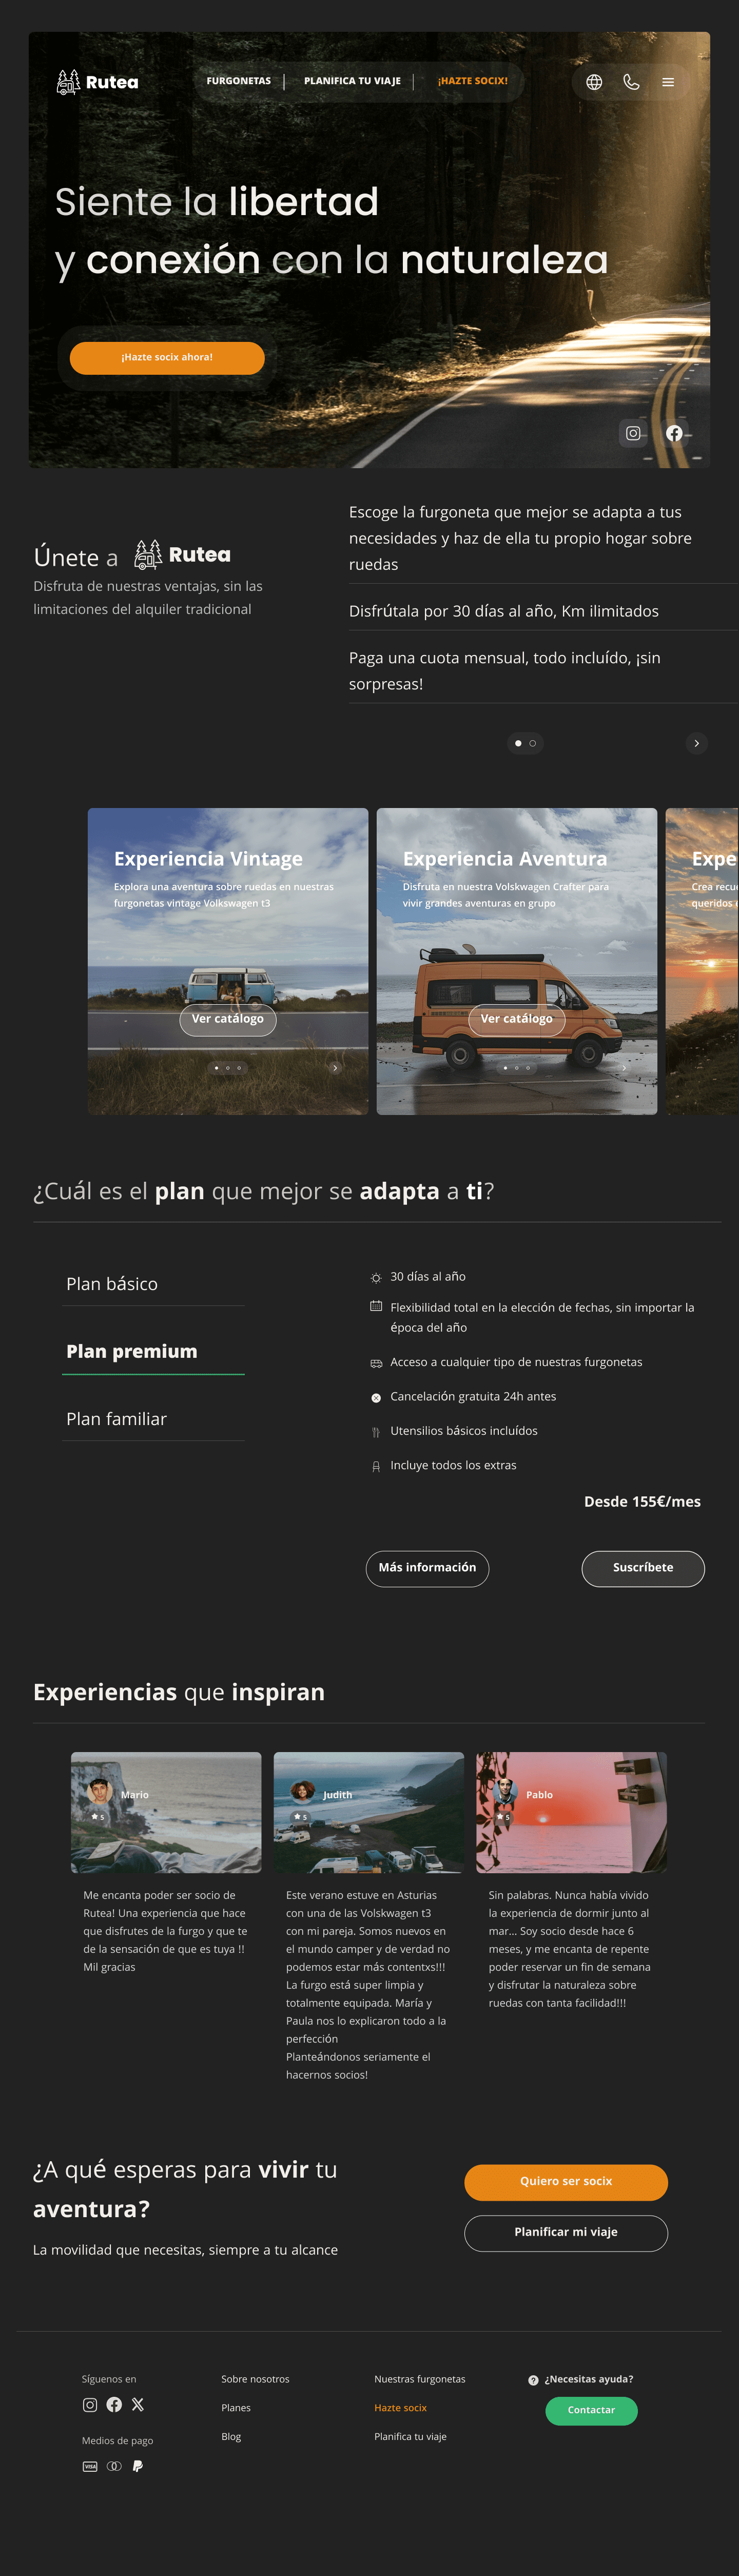 Rutea
FURGONETAS
PLANIFICA TU VIAJE
¡HAZTE SOCIX!
Siente la libertad
y conexión con la naturaleza
¡Hazte socix ahora!
Únete a Rutea
Disfruta de nuestras ventajas, sin las
limitaciones del alquiler tradicional
Escoge la furgoneta que mejor se adapta a tus
necesidades y haz de ella tu propio hogar sobre
ruedas
Disfrútala por 30 días al año, Km ilimitados
Paga una cuota mensual, todo incluído, ¡sin
sorpresas!
Experiencia Vintage
Explora una aventura sobre ruedas en nuestras
furgonetas vintage Volkswagen t3
Ver catálogo
Experiencia Aventura
Disfruta en nuestra Volskwagen Crafter para
vivir grandes aventuras en grupo
Ver catálogo
Expe
Crea recue
queridos
¿Cuál es el plan que mejor se adapta a ti?
Plan básico
Plan premium
Plan familiar
30 días al año
Flexibilidad total en la elección de fechas, sin importar la
época del año
Acceso a cualquier tipo de nuestras furgonetas
Cancelación gratuita 24h antes
Utensilios básicos incluídos
Incluye todos los extras
Desde 155€/mes
Más información
Suscríbete
Experiencias que inspiran
Mario
5
Me encanta poder ser socio de
Rutea! Una experiencia que hace
que disfrutes de la furgo y que te
de la sensación de que es tuya !!
Mil gracias
Judith
5
Este verano estuve en Asturias
con una de las Volskwagen t3
con mi pareja. Somos nuevos en
el mundo camper y de verdad no
podemos estar más contentxs!!!
La furgo está super limpia y
totalmente equipada. María y
Paula nos lo explicaron todo a la
perfección
Planteándonos seriamente el
hacernos socios!
Pablo
5
Sin palabras. Nunca había vivido
la experiencia de dormir junto al
mar... Soy socio desde hace 6
meses, y me encanta de repente
poder reservar un fin de semana
y disfrutar la naturaleza sobre
ruedas con tanta facilidad!!!
¿A qué esperas para vivir tu
aventura?
La movilidad que necesitas, siempre a tu alcance
Quiero ser socix
Planificar mi viaje
Síguenos en
Medios de pago
VISA
Sobre nosotros
Planes
Blog
Nuestras furgonetas
Hazte socix
Planifica tu viaje
¿Necesitas ayuda?
Contactar